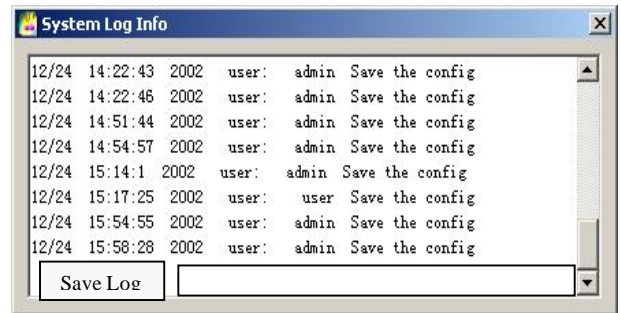 System Log Info
12/24 14:22:43 2002 user: admin Save the config
12/24 14:22:46 2002 user: admin Save the config
12/24 14:51:44 2002 user: admin Save the config
12/24 14:54:57 2002 user: admin Save the config
12/24 15:14:1 2002 user: admin Save the config
12/24 15:17:25 2002 user: user Save the config
12/24 15:54:55 2002 user: admin Save the config
12/24 15:58:28 2002 user: admin Save the config
Save Log